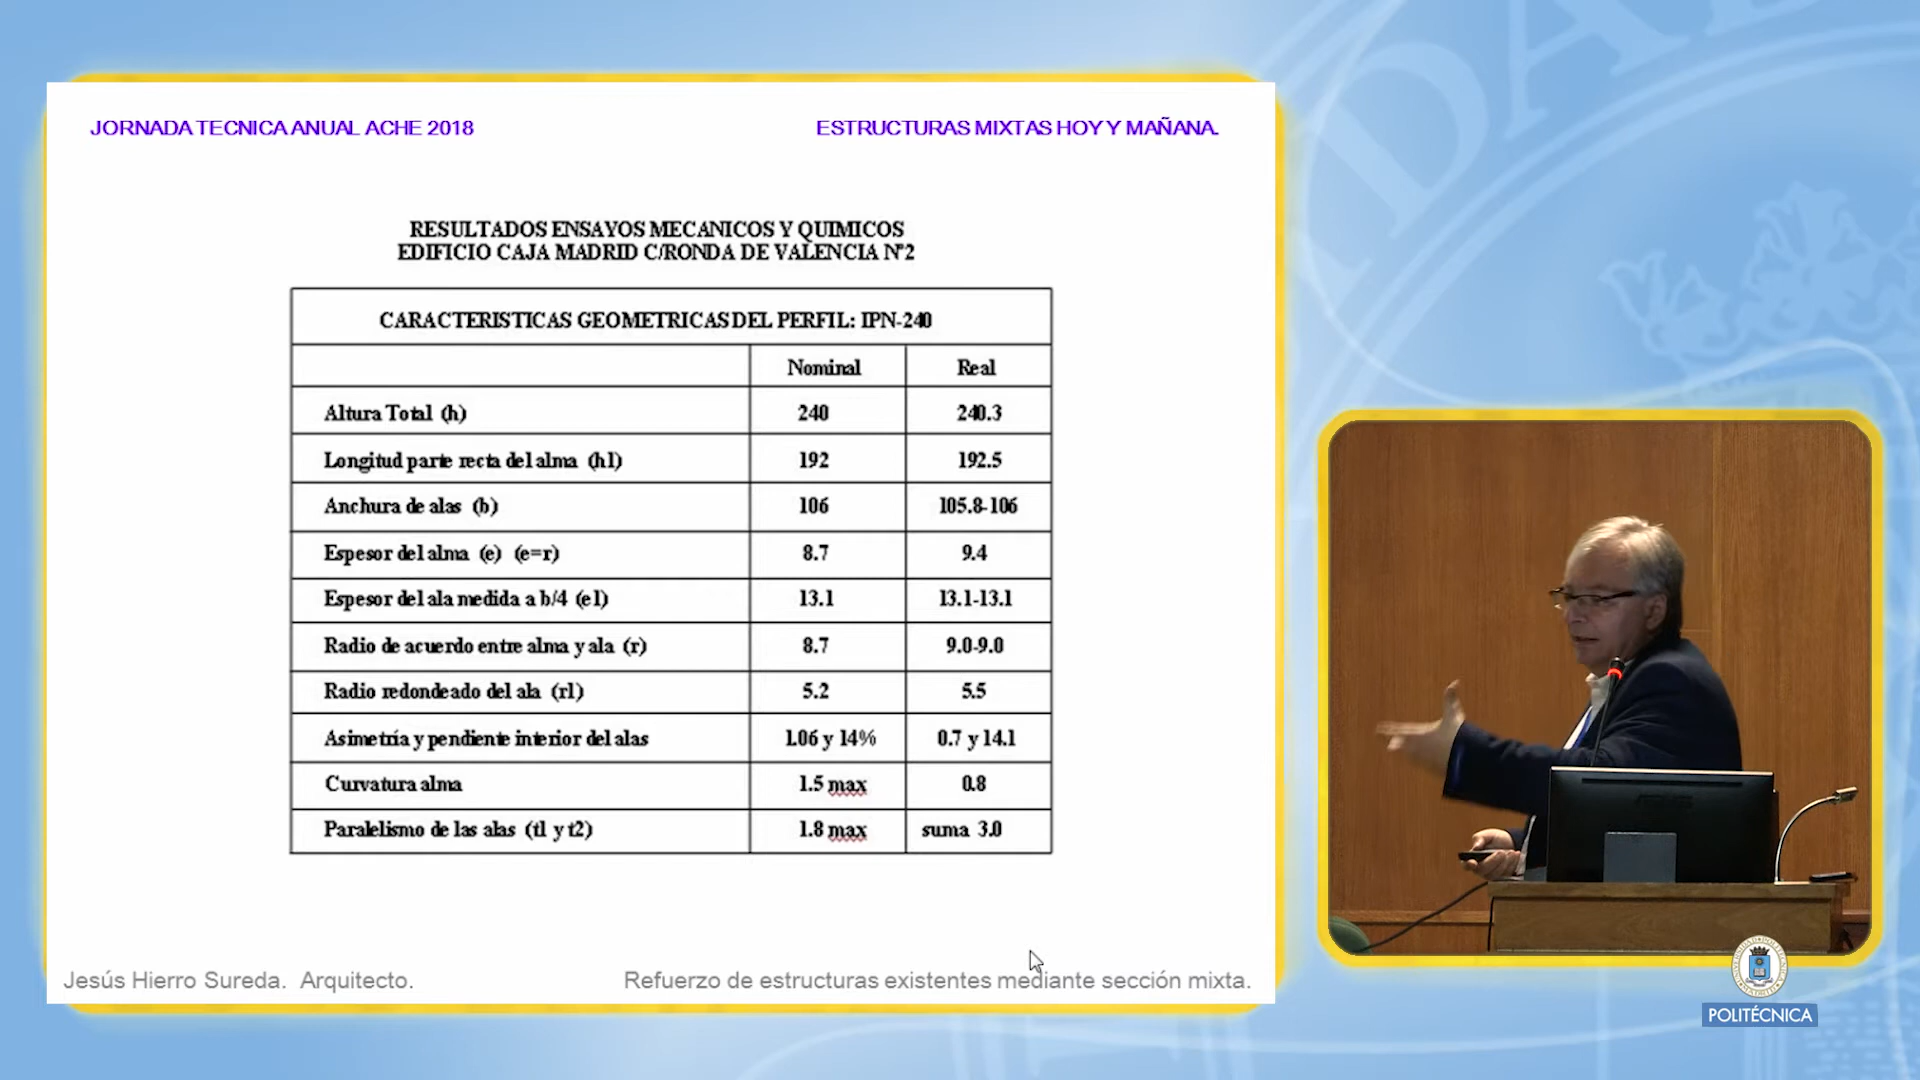 JORNADA TECNICA ANUAL ACHE 2018
ESTRUCTURAS MIXTAS HOY Y MAÑANA.
RESULTADOS ENSAYOS MECANICOS Y QUIMICOS
EDIFICIO CAJA MADRID C/RONDA DE VALENCIA Nº2
CARACTERISTICAS GEOMETRICAS DEL PERFIL: IPN-240
Nominal Real
Altura Total (h) 240 240.3
Longitud parte recta del alma (h1) 192 192.5
Anchura de alas (b) 106 105.8-106
Espesor del alma (e) (e=r) 8.7 9.4
Espesor del ala medida a b/4 (e1) 13.1 13.1-13.1
Radio de acuerdo entre alma y ala (r) 8.7 9.0-9.0
Radio redondeado del ala (r1) 5.2 5.5
Asimetría y pendiente interior del alas 1.06 y 14% 0.7 y 14.1
Curvatura alma 1.5 max 0.8
Paralelismo de las alas (t1 y t2) 1.8 max suma 3.0
Jesús Hierro Sureda. Arquitecto.
Refuerzo de estructuras existentes mediante sección mixta.
POLITÉCNICA